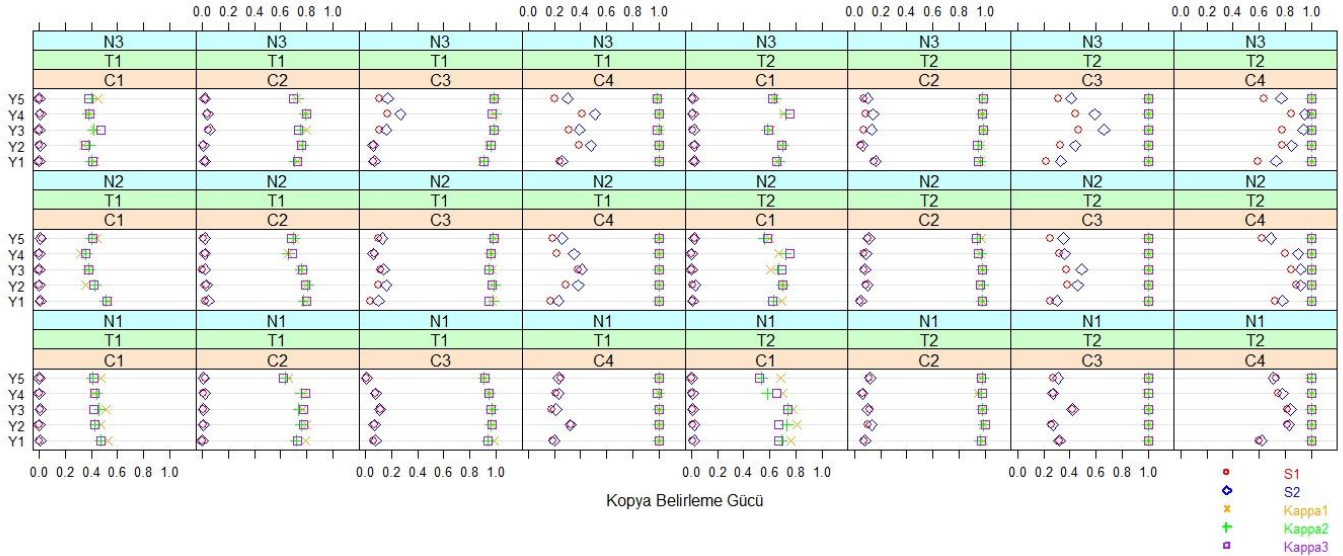 0.0 0.2 0.4 0.6 0.8 1.0 0.0 0.2 0.4 0.6 0.8 1.0 0.0 0.2 0.4 0.6 0.8 1.0 0.0 0.2 0.4 0.6 0.8 1.0
N3 N3 N3 N3 N3 N3 N3 N3
T1 T1 T1 T1 T2 T2 T2 T2
C1 C2 C3 C4 C1 C2 C3 C4
Y5
Y4
Y3
Y2
Y1
N2 N2 N2 N2 N2 N2 N2 N2
T1 T1 T1 T1 T2 T2 T2 T2
C1 C2 C3 C4 C1 C2 C3 C4
Y5
Y4
Y3
Y2
Y1
N1 N1 N1 N1 N1 N1 N1 N1
T1 T1 T1 T1 T2 T2 T2 T2
C1 C2 C3 C4 C1 C2 C3 C4
Y5
Y4
Y3
Y2
Y1
0.0 0.2 0.4 0.6 0.8 1.0 0.0 0.2 0.4 0.6 0.8 1.0 0.0 0.2 0.4 0.6 0.8 1.0 0.0 0.2 0.4 0.6 0.8 1.0
Kopya Belirleme Gücü
S1
S2
Kappa1
Kappa2
Kappa3